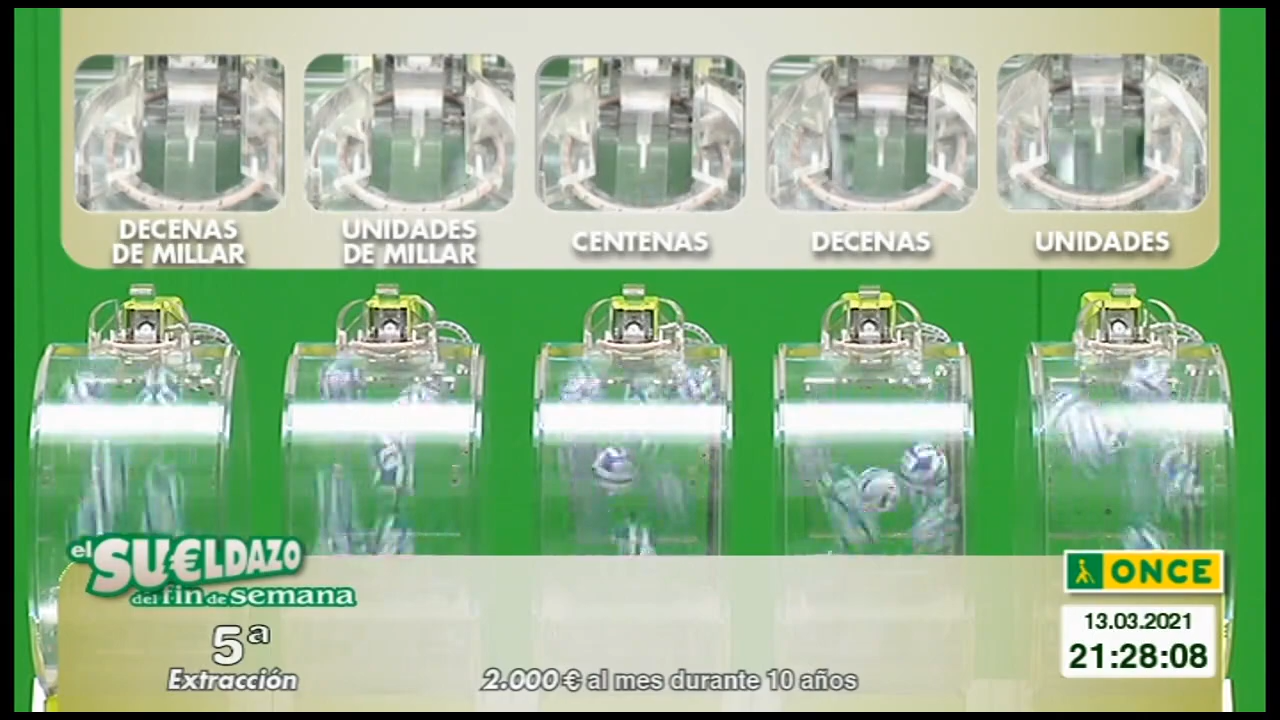 DECENAS
DE MILLAR
UNIDADES
DE MILLAR
CENTENAS
DECENAS
UNIDADES
el SU€LDAZO
del fin de semana
5ª
Extracción
2.000 € al mes durante 10 años
ONCE
13.03.2021
21:28:08